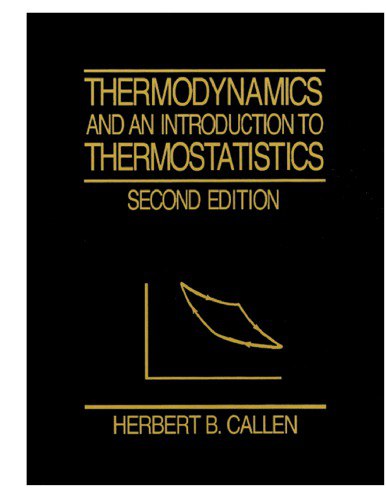 THERMODYNAMICS
AND AN INTRODUCTION TO
THERMOSTATISTICS
SECOND EDITION
HERBERT B. CALLEN